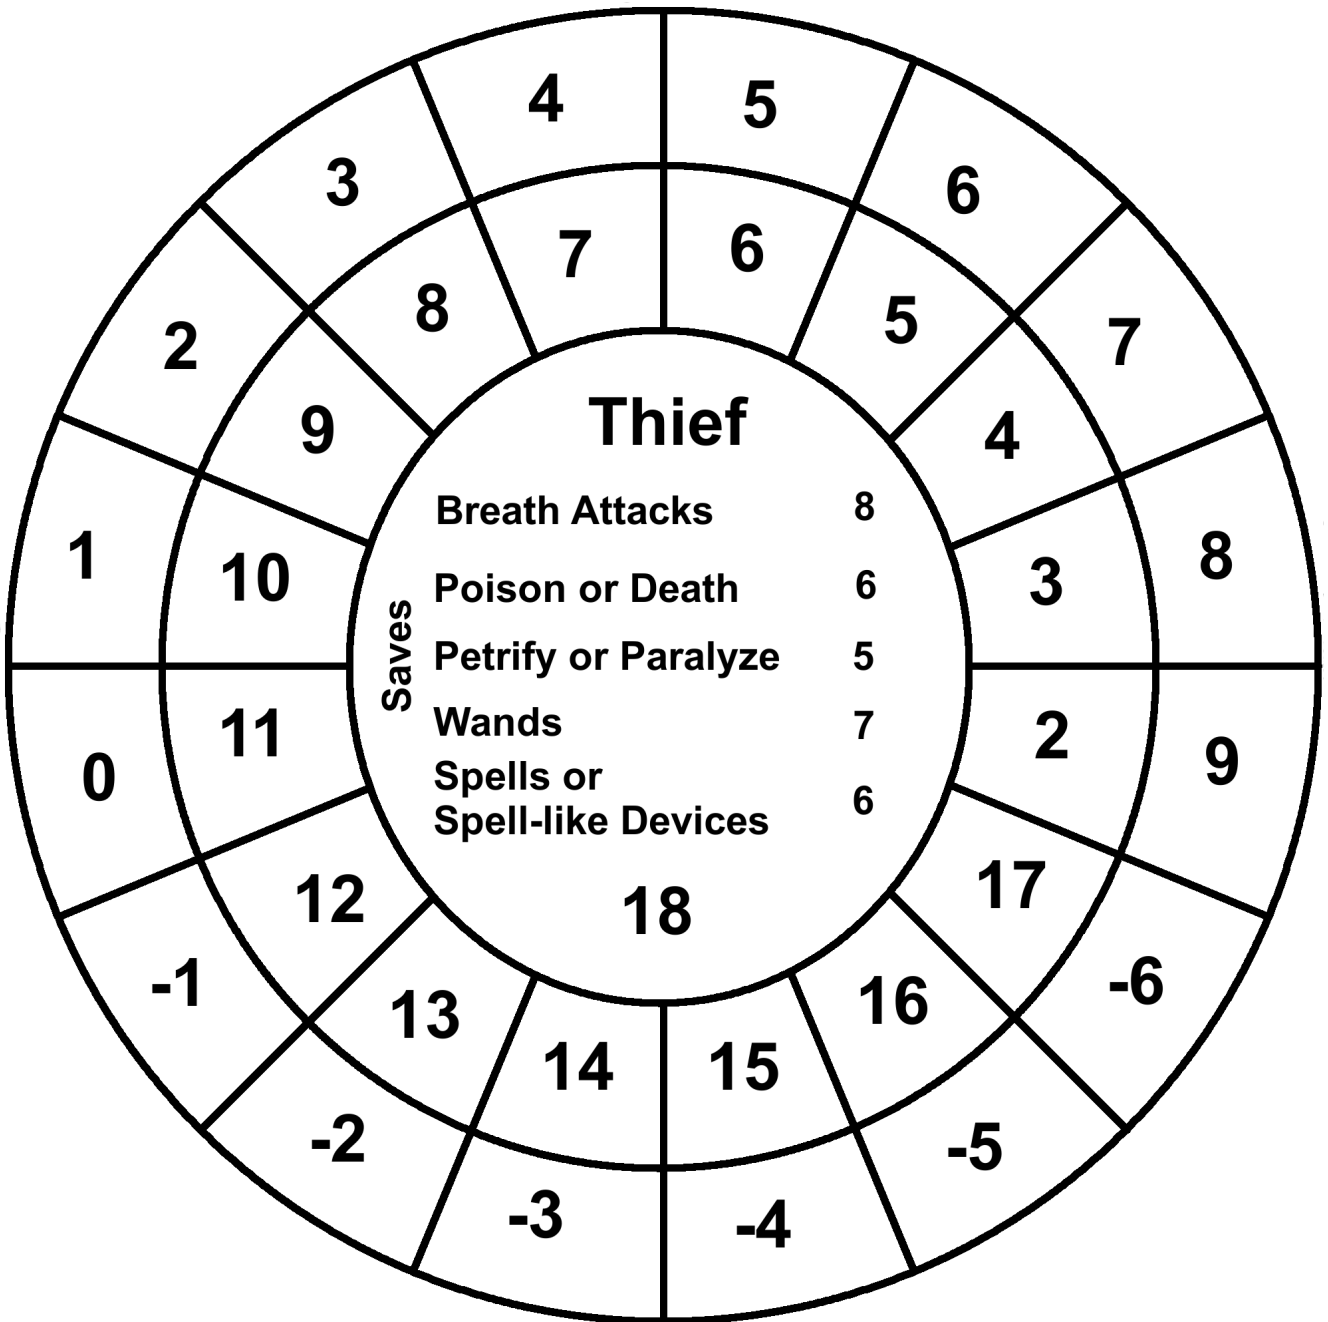 4 5
3 6
7 6
2 8 5 7
9 4
Thief
Breath Attacks 8
1 10 3 8
Poison or Death 6
Saves
Petrify or Paralyze 5
Wands 7
0 11 2 9
Spells or
Spell-like Devices 6
12 18 17
-1 13 16 -6
14 15
-2 -5
-3 -4